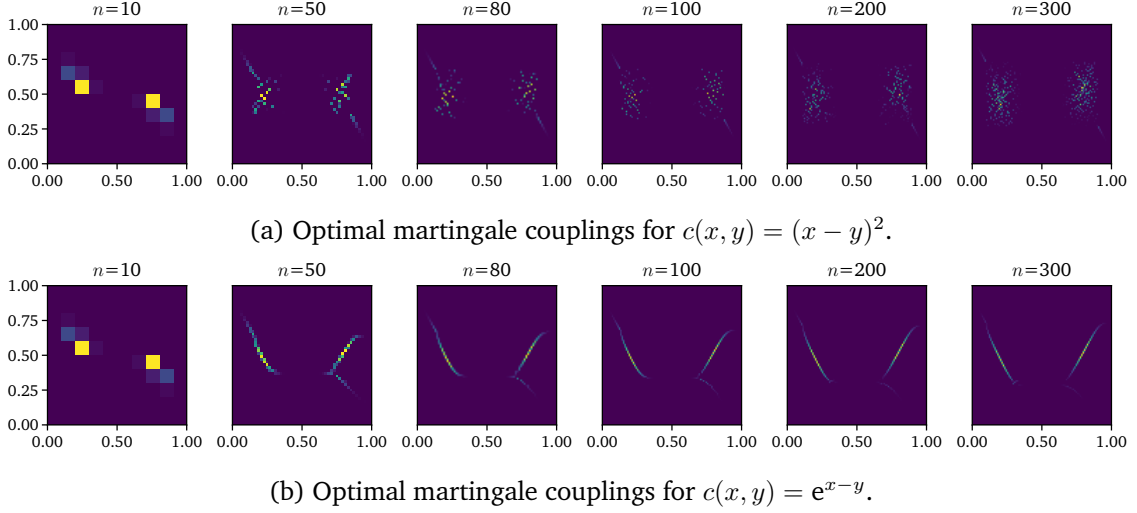 n=10 n=50 n=80 n=100 n=200 n=300
1.00
0.75
0.50
0.25
0.00
0.00 0.50 1.00 0.00 0.50 1.00 0.00 0.50 1.00 0.00 0.50 1.00 0.00 0.50 1.00 0.00 0.50 1.00
(a) Optimal martingale couplings for c(x, y) = (x − y)².
n=10 n=50 n=80 n=100 n=200 n=300
1.00
0.75
0.50
0.25
0.00
0.00 0.50 1.00 0.00 0.50 1.00 0.00 0.50 1.00 0.00 0.50 1.00 0.00 0.50 1.00 0.00 0.50 1.00
(b) Optimal martingale couplings for c(x, y) = eˣ⁻ʸ.